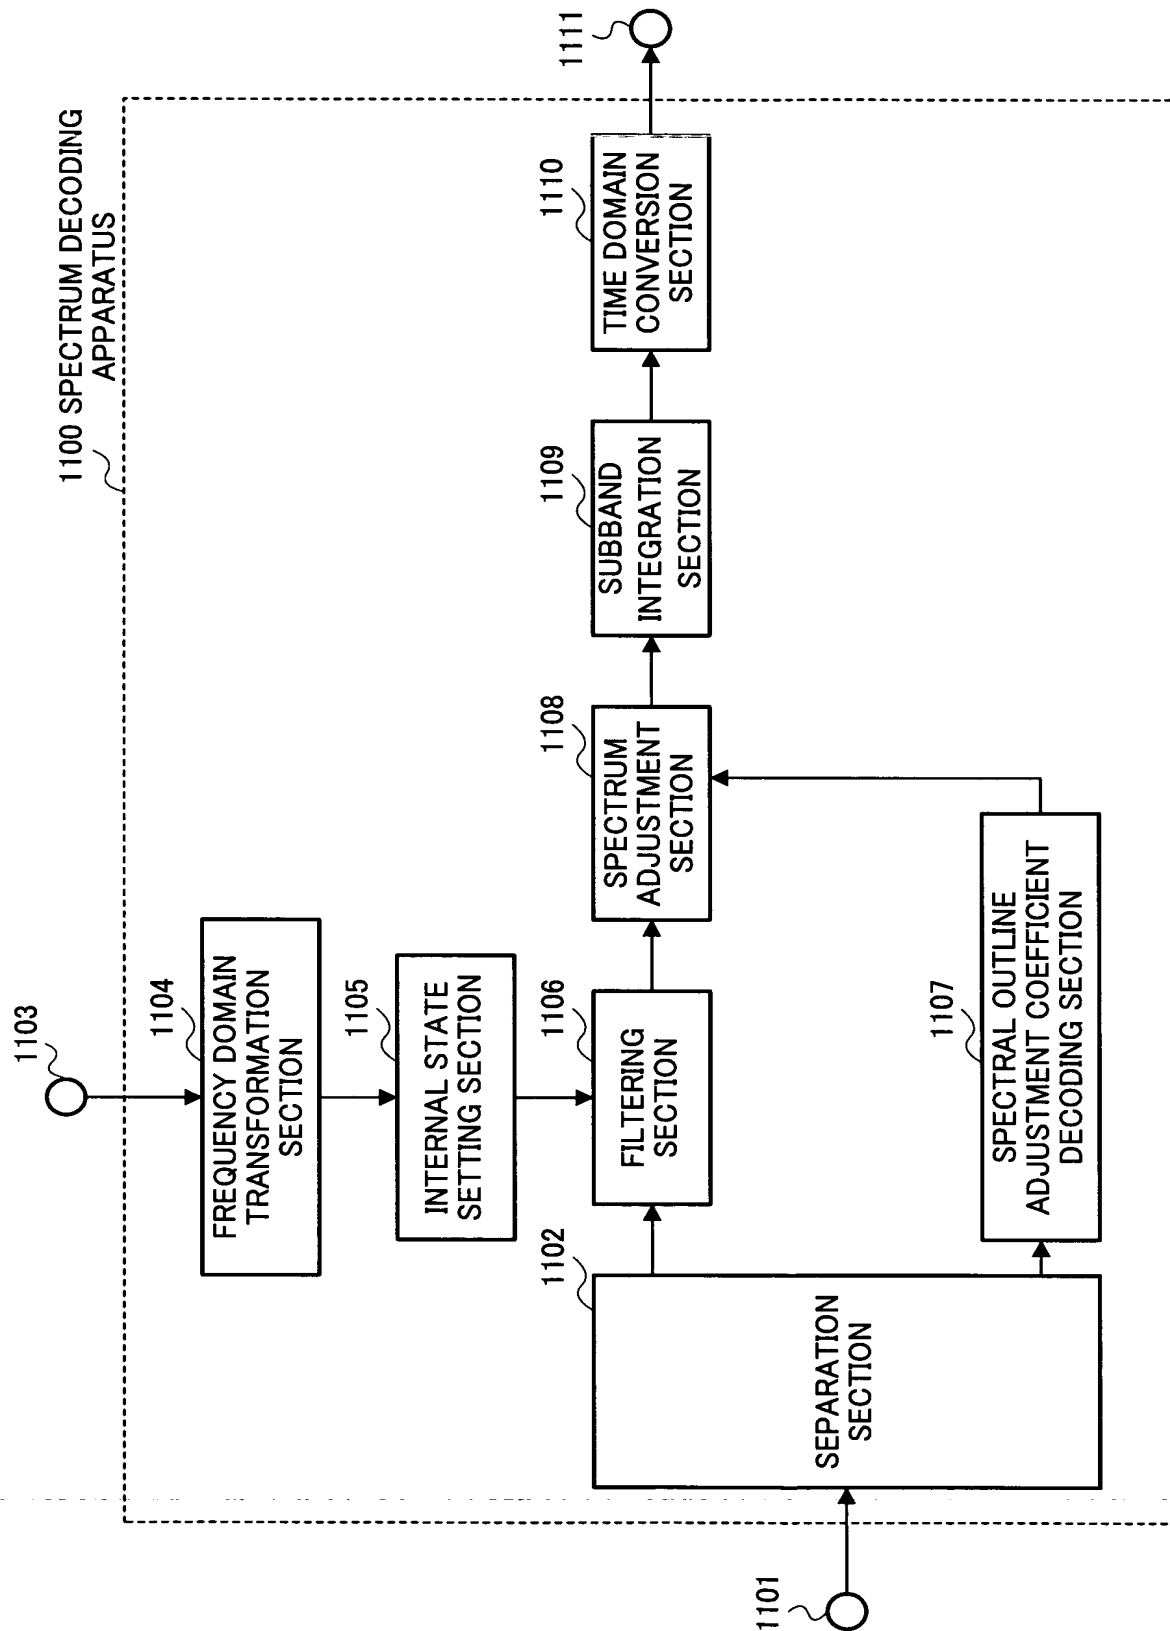 1100 SPECTRUM DECODING
APPARATUS
1103
1104
FREQUENCY DOMAIN
TRANSFORMATION
SECTION
1105
INTERNAL STATE
SETTING SECTION
1101
1102
SEPARATION
SECTION
1106
FILTERING
SECTION
1107
SPECTRAL OUTLINE
ADJUSTMENT COEFFICIENT
DECODING SECTION
1108
SPECTRUM
ADJUSTMENT
SECTION
1109
SUBBAND
INTEGRATION
SECTION
1110
TIME DOMAIN
CONVERSION
SECTION
1111